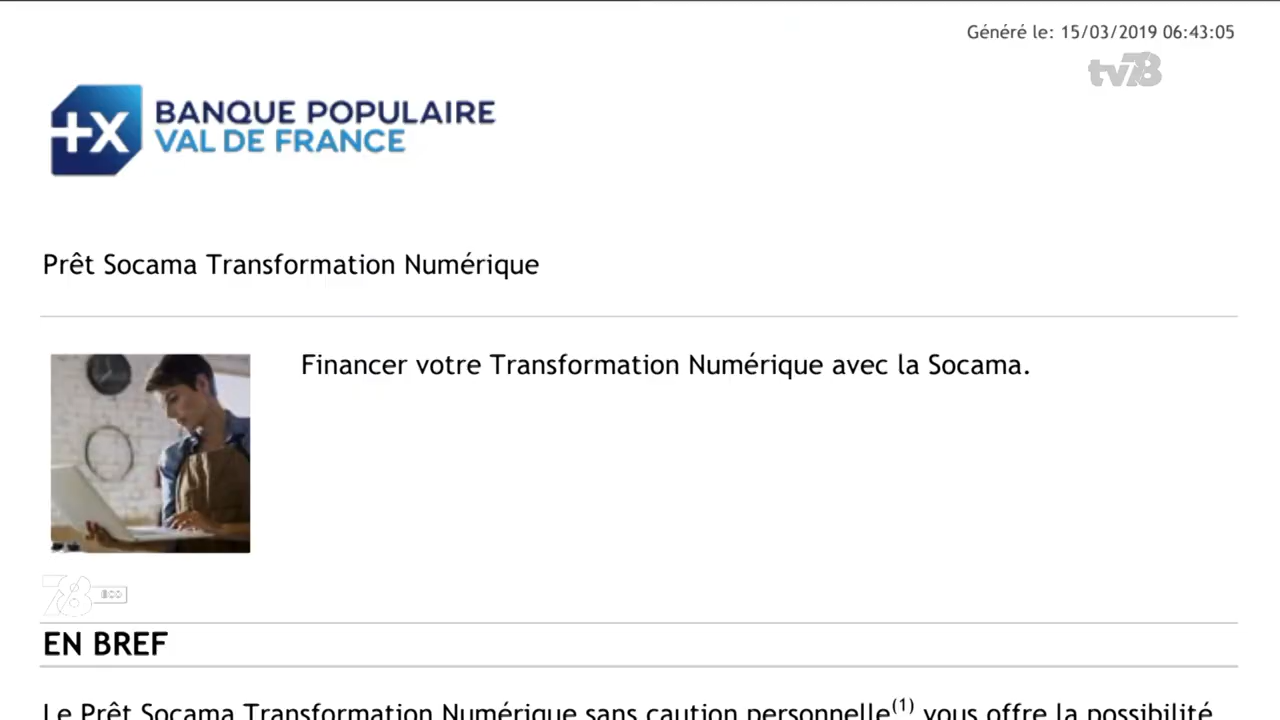 Généré le: 15/03/2019 06:43:05
tv78
+X BANQUE POPULAIRE
VAL DE FRANCE
Prêt Socama Transformation Numérique
Financer votre Transformation Numérique avec la Socama.
78 éco
EN BREF
Le Prêt Socama Transformation Numérique sans caution personnelle(1) vous offre la possibilité